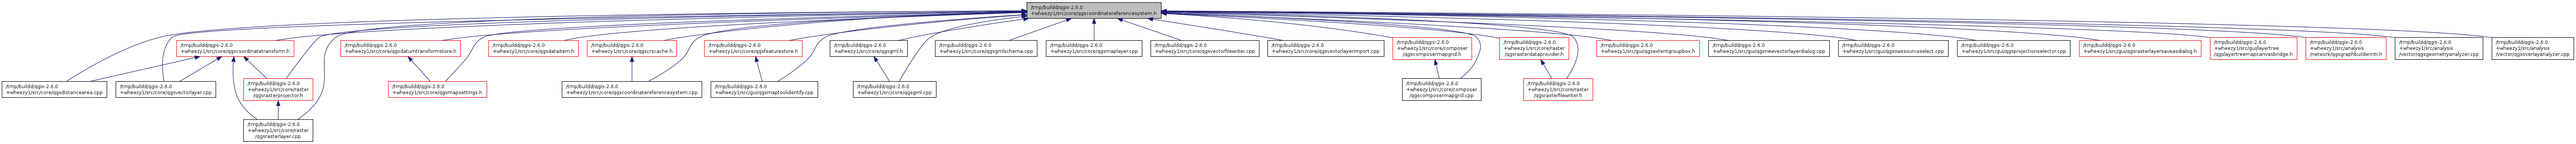 /tmp/buildd/qgis-2.6.0
+wheezy1/src/core/qgscoordinatereferencesystem.h
/tmp/buildd/qgis-2.6.0
+wheezy1/src/core/qgscoordinatetransform.h
/tmp/buildd/qgis-2.6.0
+wheezy1/src/core/qgsdatumtransformstore.h
/tmp/buildd/qgis-2.6.0
+wheezy1/src/core/qgsdataitem.h
/tmp/buildd/qgis-2.6.0
+wheezy1/src/core/qgscrscache.h
/tmp/buildd/qgis-2.6.0
+wheezy1/src/core/qgsfeaturestore.h
/tmp/buildd/qgis-2.6.0
+wheezy1/src/core/qgsgml.h
/tmp/buildd/qgis-2.6.0
+wheezy1/src/core/qgsgmlschema.cpp
/tmp/buildd/qgis-2.6.0
+wheezy1/src/core/qgsmaplayer.cpp
/tmp/buildd/qgis-2.6.0
+wheezy1/src/core/qgsvectorfilewriter.cpp
/tmp/buildd/qgis-2.6.0
+wheezy1/src/core/qgsvectorlayerimport.cpp
/tmp/buildd/qgis-2.6.0
+wheezy1/src/core/composer
/qgscomposermapgrid.h
/tmp/buildd/qgis-2.6.0
+wheezy1/src/core/raster
/qgsrasterdataprovider.h
/tmp/buildd/qgis-2.6.0
+wheezy1/src/gui/qgsextentgroupbox.h
/tmp/buildd/qgis-2.6.0
+wheezy1/src/gui/qgsnewvectorlayerdialog.cpp
/tmp/buildd/qgis-2.6.0
+wheezy1/src/gui/qgsowssourceselect.cpp
/tmp/buildd/qgis-2.6.0
+wheezy1/src/gui/qgsprojectionselector.cpp
/tmp/buildd/qgis-2.6.0
+wheezy1/src/gui/qgsrasterlayersaveasdialog.h
/tmp/buildd/qgis-2.6.0
+wheezy1/src/gui/layertree
/qgslayertreemapcanvasbridge.h
/tmp/buildd/qgis-2.6.0
+wheezy1/src/analysis
/network/qgsgraphbuilderintr.h
/tmp/buildd/qgis-2.6.0
+wheezy1/src/analysis
/vector/qgsgeometryanalyzer.cpp
/tmp/buildd/qgis-2.6.0
+wheezy1/src/analysis
/vector/qgsoverlayanalyzer.cpp
/tmp/buildd/qgis-2.6.0
+wheezy1/src/core/qgsdistancearea.cpp
/tmp/buildd/qgis-2.6.0
+wheezy1/src/core/qgsvectorlayer.cpp
/tmp/buildd/qgis-2.6.0
+wheezy1/src/core/raster
/qgsrasterprojector.h
/tmp/buildd/qgis-2.6.0
+wheezy1/src/core/qgsmapsettings.h
/tmp/buildd/qgis-2.6.0
+wheezy1/src/core/qgscoordinatereferencesystem.cpp
/tmp/buildd/qgis-2.6.0
+wheezy1/src/gui/qgsmaptoolidentify.cpp
/tmp/buildd/qgis-2.6.0
+wheezy1/src/core/qgsgml.cpp
/tmp/buildd/qgis-2.6.0
+wheezy1/src/core/composer
/qgscomposermapgrid.cpp
/tmp/buildd/qgis-2.6.0
+wheezy1/src/core/raster
/qgsrasterfilewriter.h
/tmp/buildd/qgis-2.6.0
+wheezy1/src/core/raster
/qgsrasterlayer.cpp